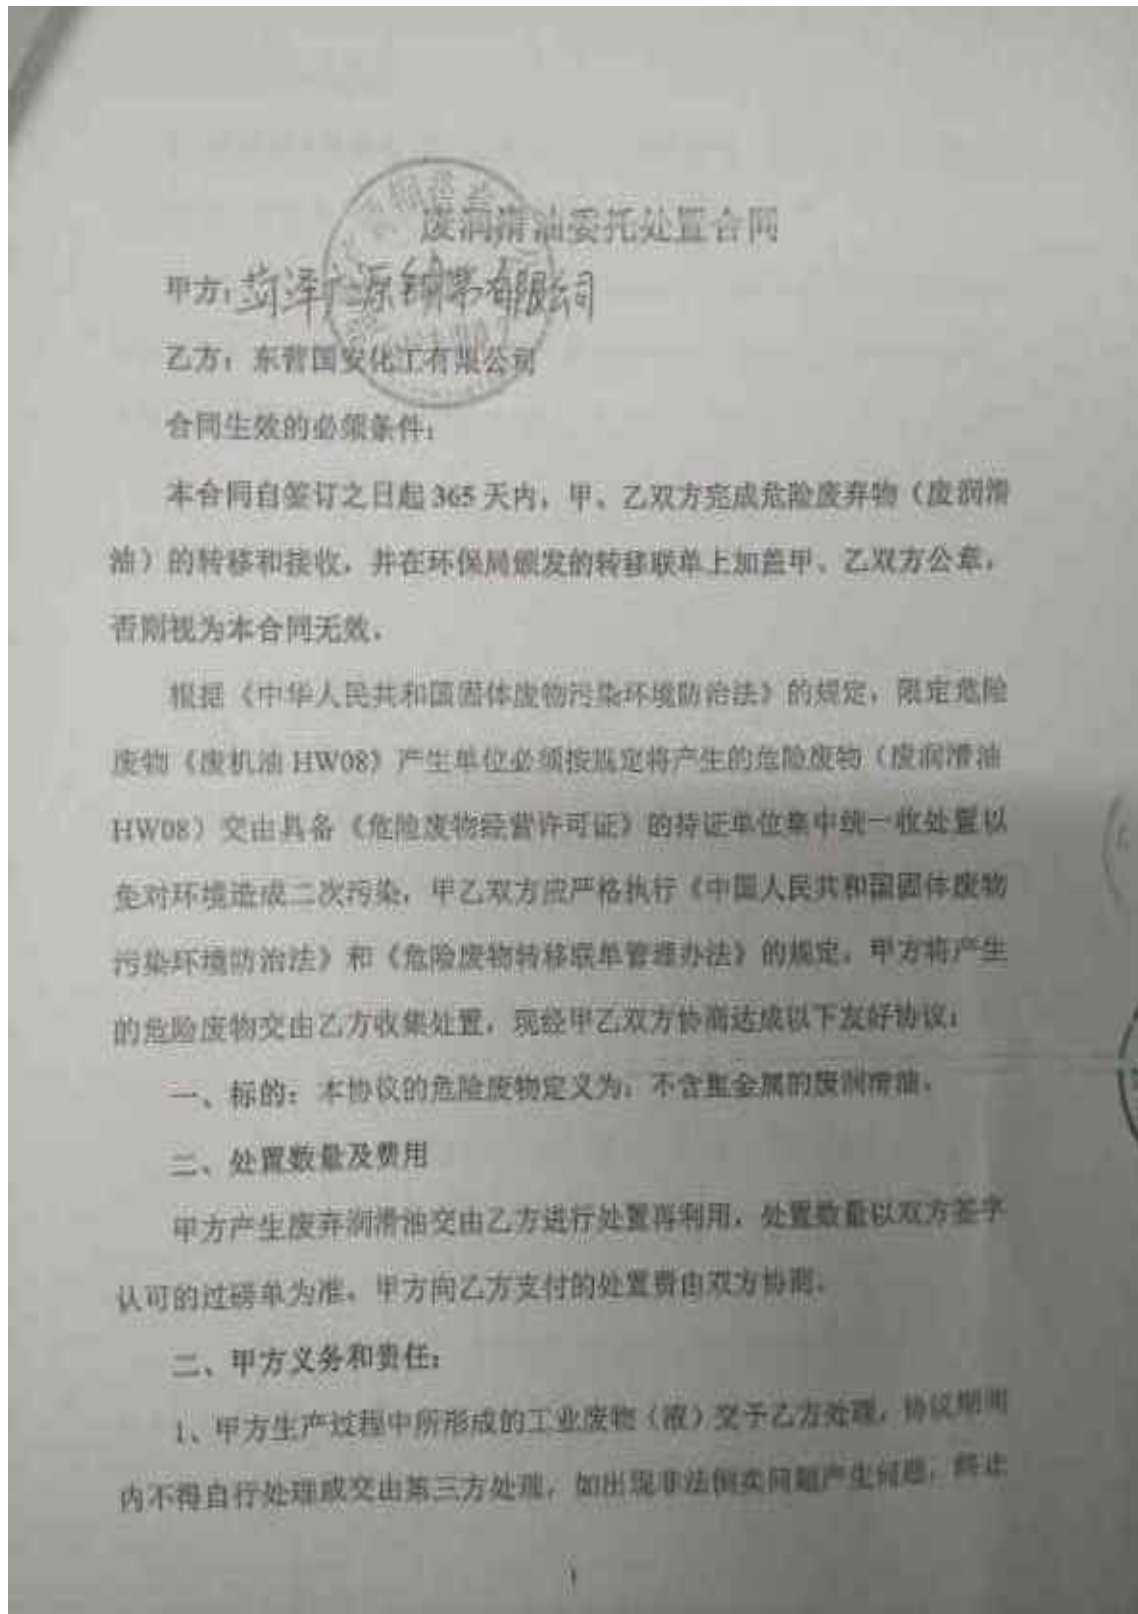 废润滑油委托处置合同
甲方：菏泽广源钢带有限公司
乙方：东营国安化工有限公司
合同生效的必须条件：
本合同自签订之日起 365 天内，甲、乙双方完成危险废弃物（废润滑
油）的转移和接收，并在环保局颁发的转移联单上加盖甲、乙双方公章，
否则视为本合同无效。
根据《中华人民共和国固体废物污染环境防治法》的规定，限定危险
废物《废机油 HW08》产生单位必须按规定将产生的危险废物（废润滑油
HW08）交由具备《危险废物经营许可证》的持证单位集中统一收处置以
免对环境造成二次污染，甲乙双方应严格执行《中国人民共和国固体废物
污染环境防治法》和《危险废物转移联单管理办法》的规定，甲方将产生
的危险废物交由乙方收集处置，现经甲乙双方协商达成以下友好协议：
一、标的：本协议的危险废物定义为：不含重金属的废润滑油。
二、处置数量及费用
甲方产生废弃润滑油交由乙方进行处置再利用，处置数量以双方签字
认可的过磅单为准。甲方向乙方支付的处置费由双方协商。
二、甲方义务和责任：
1、甲方生产过程中所形成的工业废物（液）交予乙方处理，协议期间
内不得自行处理或交由第三方处理，如出现非法倒卖问题产生问题，终止
1